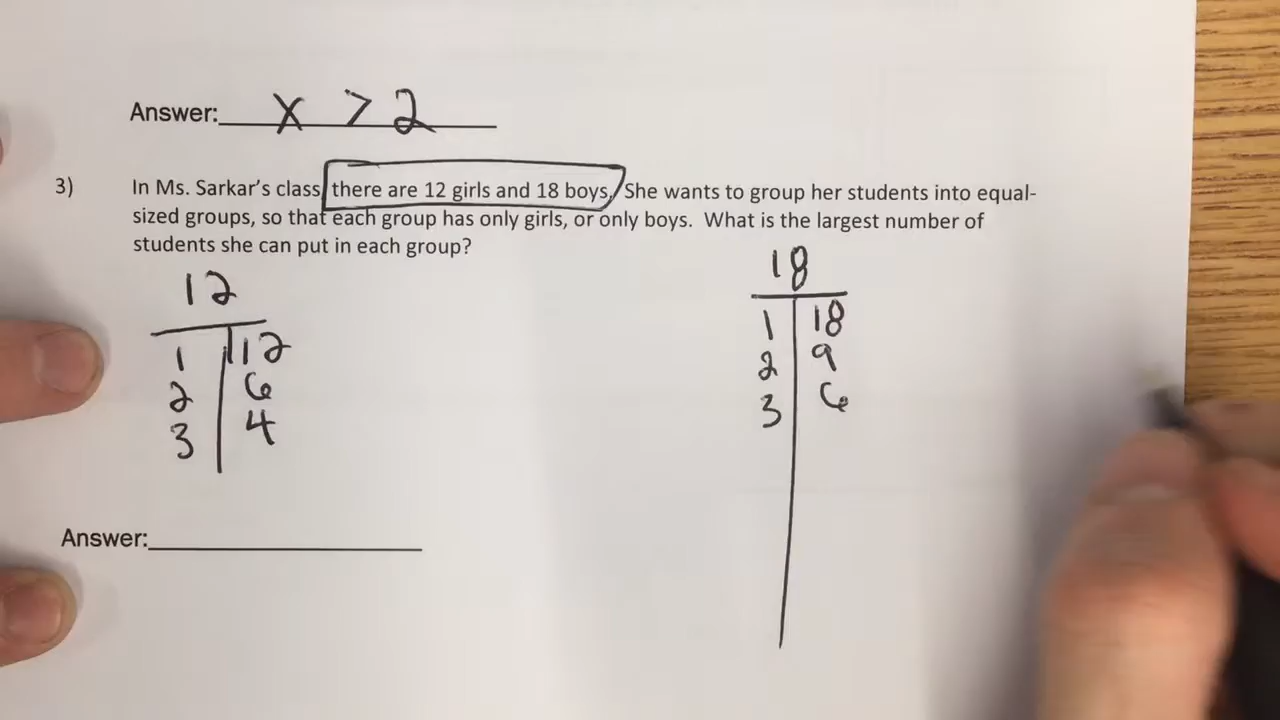 Answer: x > 2
3) In Ms. Sarkar's class, there are 12 girls and 18 boys. She wants to group her students into equal-
sized groups, so that each group has only girls, or only boys. What is the largest number of
students she can put in each group?
12
1 12
2 6
3 4
18
1 18
2 9
3 6
Answer: